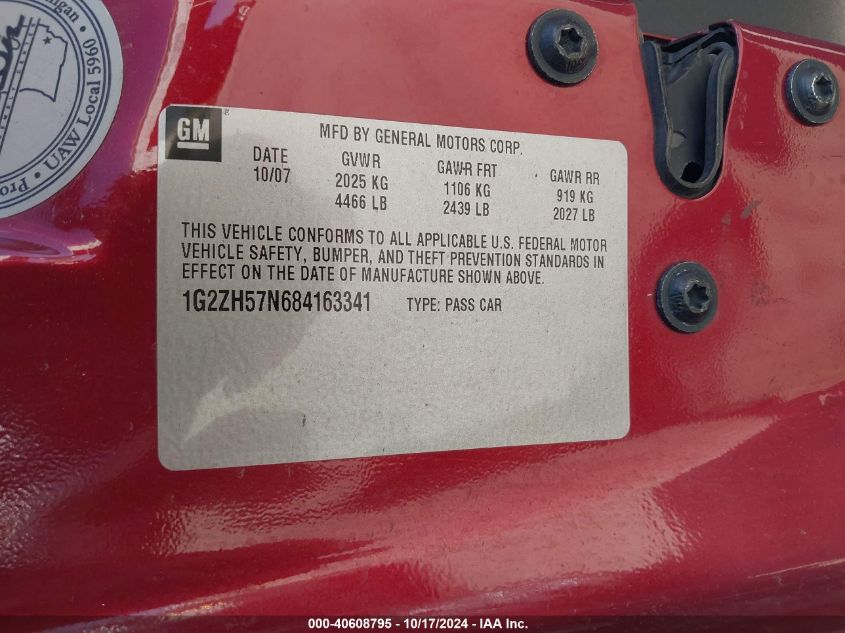 igan
UAW Local 5960
Pro
GM
MFD BY GENERAL MOTORS CORP.
DATE GVWR GAWR FRT GAWR RR
10/07 2025 KG 1106 KG 919 KG
4466 LB 2439 LB 2027 LB
THIS VEHICLE CONFORMS TO ALL APPLICABLE U.S. FEDERAL MOTOR
VEHICLE SAFETY, BUMPER, AND THEFT PREVENTION STANDARDS IN
EFFECT ON THE DATE OF MANUFACTURE SHOWN ABOVE.
1G2ZH57N684163341 TYPE: PASS CAR
000-40608795 - 10/17/2024 - IAA Inc.